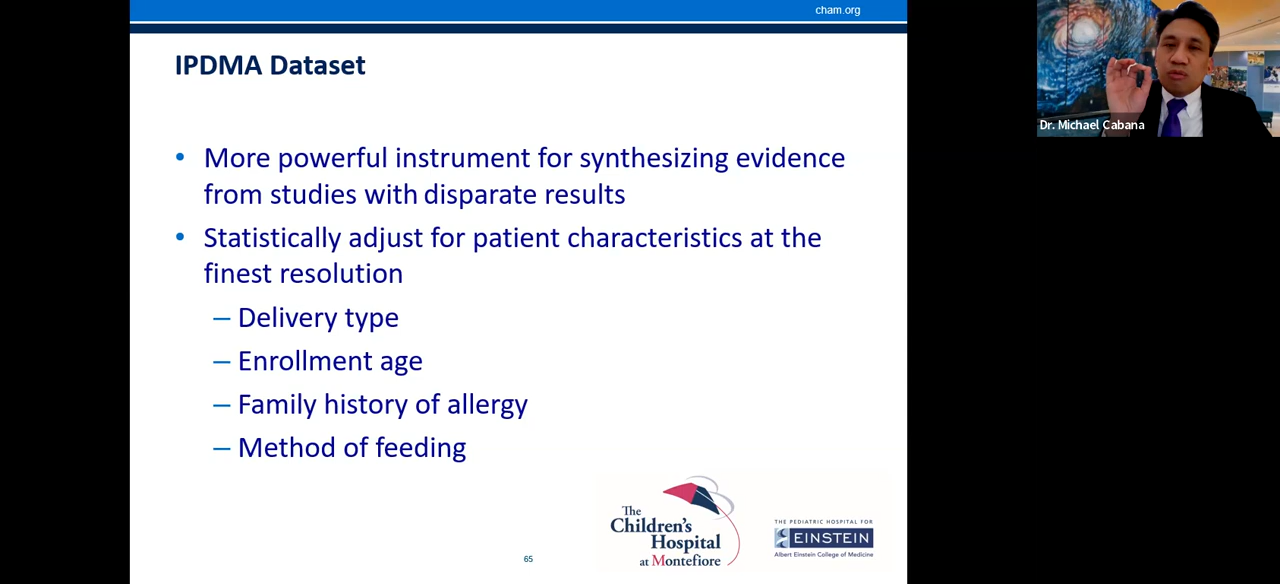 cham.org
IPDMA Dataset
• More powerful instrument for synthesizing evidence
from studies with disparate results
• Statistically adjust for patient characteristics at the
finest resolution
– Delivery type
– Enrollment age
– Family history of allergy
– Method of feeding
The
Children's
Hospital
at Montefiore
THE PEDIATRIC HOSPITAL FOR
EINSTEIN
Albert Einstein College of Medicine
65
Dr. Michael Cabana